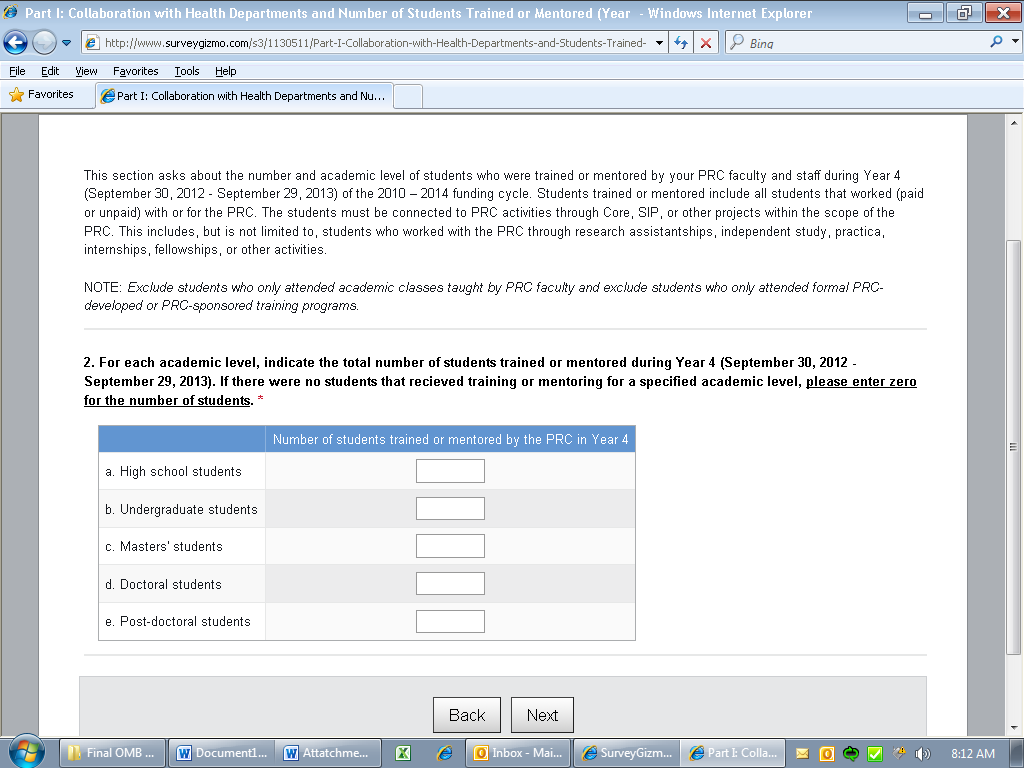 Part I: Collaboration with Health Departments and Number of Students Trained or Mentored (Year - Windows Internet Explorer
http://www.surveygizmo.com/s3/1130511/Part-I-Collaboration-with-Health-Departments-and-Students-Trained-
Bing
File Edit View Favorites Tools Help
Favorites
Part I: Collaboration with Health Departments and Nu...
This section asks about the number and academic level of students who were trained or mentored by your PRC faculty and staff during Year 4
(September 30, 2012 - September 29, 2013) of the 2010 – 2014 funding cycle. Students trained or mentored include all students that worked (paid
or unpaid) with or for the PRC. The students must be connected to PRC activities through Core, SIP, or other projects within the scope of the
PRC. This includes, but is not limited to, students who worked with the PRC through research assistantships, independent study, practica,
internships, fellowships, or other activities.
NOTE: Exclude students who only attended academic classes taught by PRC faculty and exclude students who only attended formal PRC-
developed or PRC-sponsored training programs.
2. For each academic level, indicate the total number of students trained or mentored during Year 4 (September 30, 2012 -
September 29, 2013). If there were no students that recieved training or mentoring for a specified academic level, please enter zero
for the number of students. *
Number of students trained or mentored by the PRC in Year 4
a. High school students
b. Undergraduate students
c. Masters' students
d. Doctoral students
e. Post-doctoral students
Back Next
Final OMB ... Document1... Attatchme... Inbox - Mai... SurveyGizm... Part I: Colla... 8:12 AM